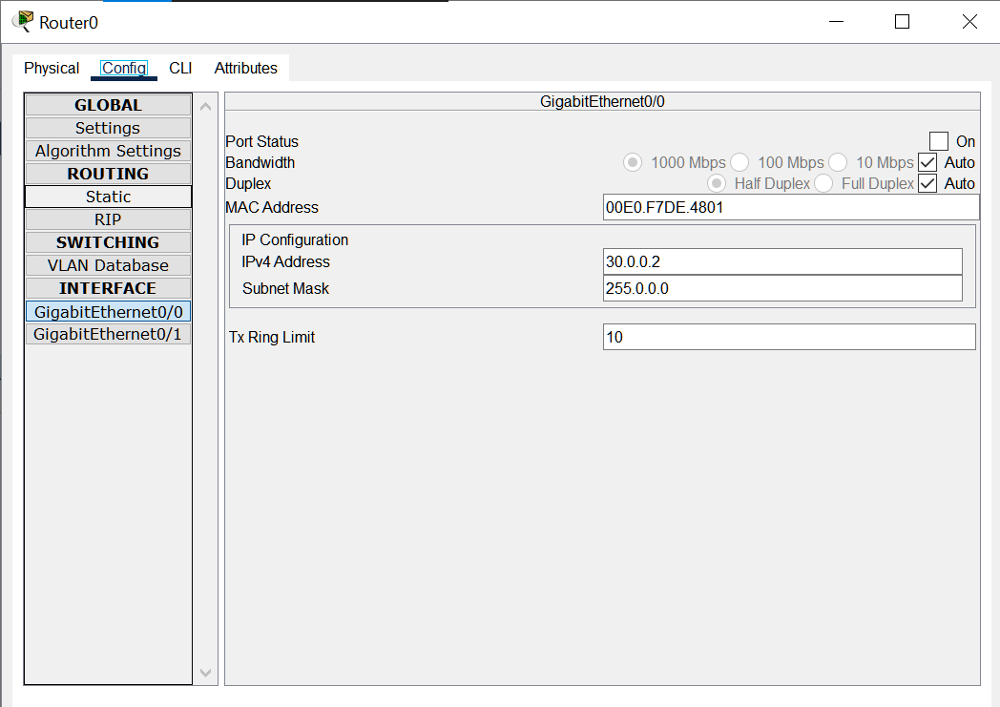 Router0
Physical Config CLI Attributes
GLOBAL
Settings
Algorithm Settings
ROUTING
Static
RIP
SWITCHING
VLAN Database
INTERFACE
GigabitEthernet0/0
GigabitEthernet0/1
GigabitEthernet0/0
Port Status On
Bandwidth 1000 Mbps 100 Mbps 10 Mbps Auto
Duplex Half Duplex Full Duplex Auto
MAC Address 00E0.F7DE.4801
IP Configuration
IPv4 Address 30.0.0.2
Subnet Mask 255.0.0.0
Tx Ring Limit 10